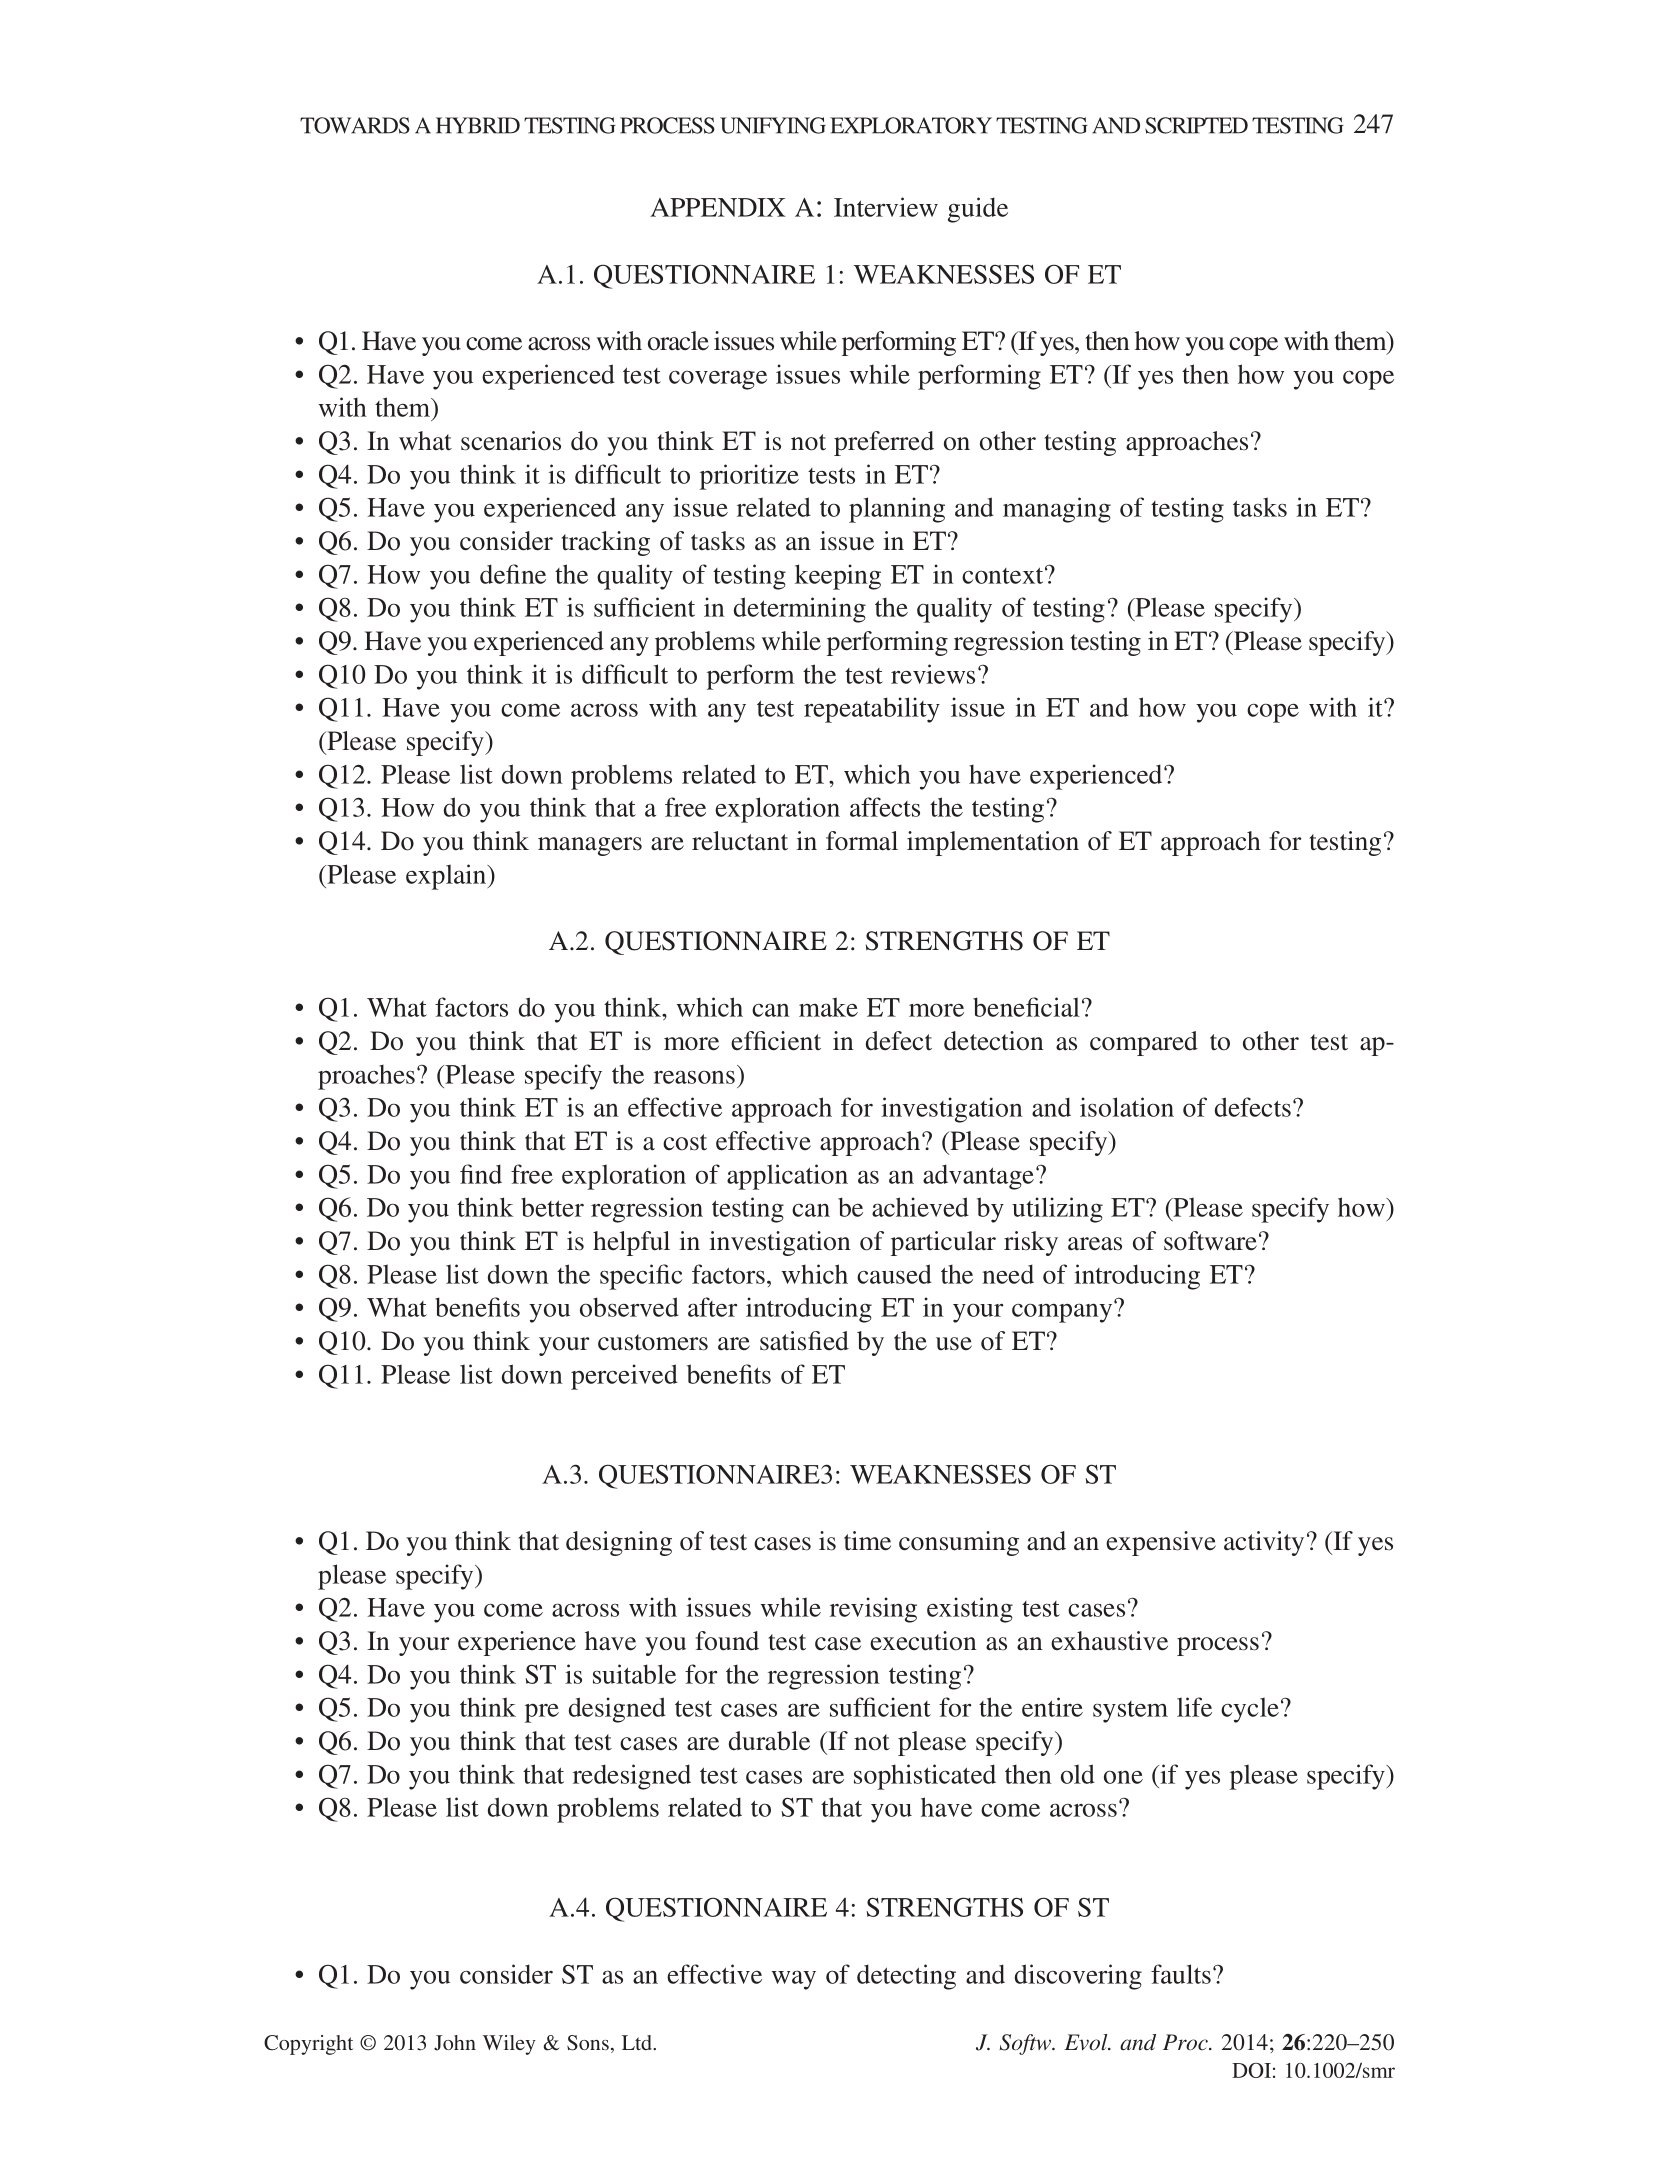 TOWARDS A HYBRID TESTING PROCESS UNIFYING EXPLORATORY TESTING AND SCRIPTED TESTING 247
APPENDIX A: Interview guide
A.1. QUESTIONNAIRE 1: WEAKNESSES OF ET
• Q1. Have you come across with oracle issues while performing ET? (If yes, then how you cope with them)
• Q2. Have you experienced test coverage issues while performing ET? (If yes then how you cope
with them)
• Q3. In what scenarios do you think ET is not preferred on other testing approaches?
• Q4. Do you think it is difficult to prioritize tests in ET?
• Q5. Have you experienced any issue related to planning and managing of testing tasks in ET?
• Q6. Do you consider tracking of tasks as an issue in ET?
• Q7. How you define the quality of testing keeping ET in context?
• Q8. Do you think ET is sufficient in determining the quality of testing? (Please specify)
• Q9. Have you experienced any problems while performing regression testing in ET? (Please specify)
• Q10 Do you think it is difficult to perform the test reviews?
• Q11. Have you come across with any test repeatability issue in ET and how you cope with it?
(Please specify)
• Q12. Please list down problems related to ET, which you have experienced?
• Q13. How do you think that a free exploration affects the testing?
• Q14. Do you think managers are reluctant in formal implementation of ET approach for testing?
(Please explain)
A.2. QUESTIONNAIRE 2: STRENGTHS OF ET
• Q1. What factors do you think, which can make ET more beneficial?
• Q2. Do you think that ET is more efficient in defect detection as compared to other test ap-
proaches? (Please specify the reasons)
• Q3. Do you think ET is an effective approach for investigation and isolation of defects?
• Q4. Do you think that ET is a cost effective approach? (Please specify)
• Q5. Do you find free exploration of application as an advantage?
• Q6. Do you think better regression testing can be achieved by utilizing ET? (Please specify how)
• Q7. Do you think ET is helpful in investigation of particular risky areas of software?
• Q8. Please list down the specific factors, which caused the need of introducing ET?
• Q9. What benefits you observed after introducing ET in your company?
• Q10. Do you think your customers are satisfied by the use of ET?
• Q11. Please list down perceived benefits of ET
A.3. QUESTIONNAIRE3: WEAKNESSES OF ST
• Q1. Do you think that designing of test cases is time consuming and an expensive activity? (If yes
please specify)
• Q2. Have you come across with issues while revising existing test cases?
• Q3. In your experience have you found test case execution as an exhaustive process?
• Q4. Do you think ST is suitable for the regression testing?
• Q5. Do you think pre designed test cases are sufficient for the entire system life cycle?
• Q6. Do you think that test cases are durable (If not please specify)
• Q7. Do you think that redesigned test cases are sophisticated then old one (if yes please specify)
• Q8. Please list down problems related to ST that you have come across?
A.4. QUESTIONNAIRE 4: STRENGTHS OF ST
• Q1. Do you consider ST as an effective way of detecting and discovering faults?
Copyright © 2013 John Wiley & Sons, Ltd.
J. Softw. Evol. and Proc. 2014; 26:220–250
DOI: 10.1002/smr